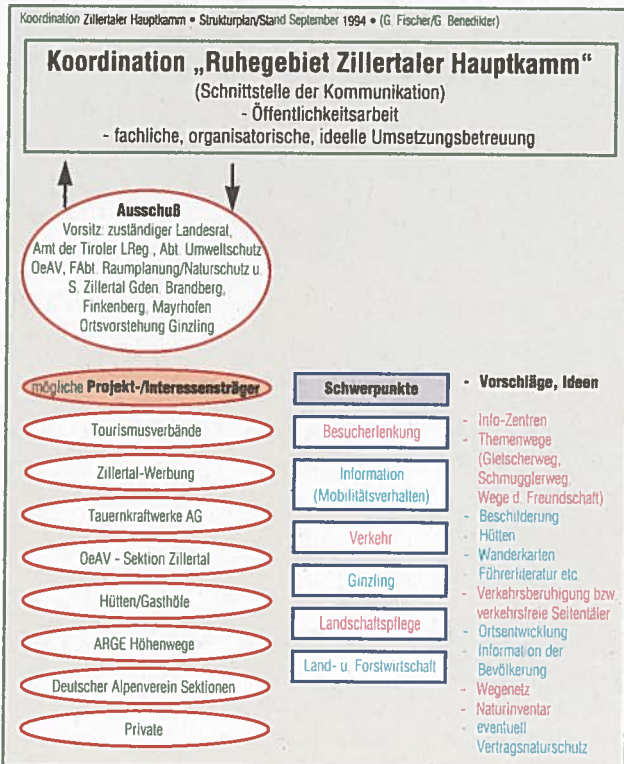 Koordination Zillertaler Hauptkamm • Strukturplan/Stand September 1994 • (G. Fischer/G. Benedikter)
Koordination „Ruhegebiet Zillertaler Hauptkamm“
(Schnittstelle der Kommunikation)
- Öffentlichkeitsarbeit
- fachliche, organisatorische, ideelle Umsetzungsbetreuung
Ausschuß
Vorsitz: zuständiger Landesrat,
Amt der Tiroler LReg., Abt. Umweltschutz
OeAV, FAbt. Raumplanung/Naturschutz u.
S. Zillertal Gden. Brandberg,
Finkenberg, Mayrhofen
Ortsvorstehung Ginzling
mögliche Projekt-/Interessensträger
Tourismusverbände
Zillertal-Werbung
Tauernkraftwerke AG
OeAV - Sektion Zillertal
Hütten/Gasthöfe
ARGE Höhenwege
Deutscher Alpenverein Sektionen
Private
Schwerpunkte
Besucherlenkung
Information
(Mobilitätsverhalten)
Verkehr
Ginzling
Landschaftspflege
Land- u. Forstwirtschaft
- Vorschläge, Ideen
- Info-Zentren
- Themenwege
(Gletscherweg,
Schmugglerweg,
Wege d. Freundschaft)
- Beschilderung
- Hütten
- Wanderkarten
- Führerliteratur etc
- Verkehrsberuhigung bzw.
verkehrsfreie Seitentäler
- Ortsentwicklung
- Information der
Bevölkerung
- Wegenetz
- Naturinventar
- eventuell
Vertragsnaturschutz